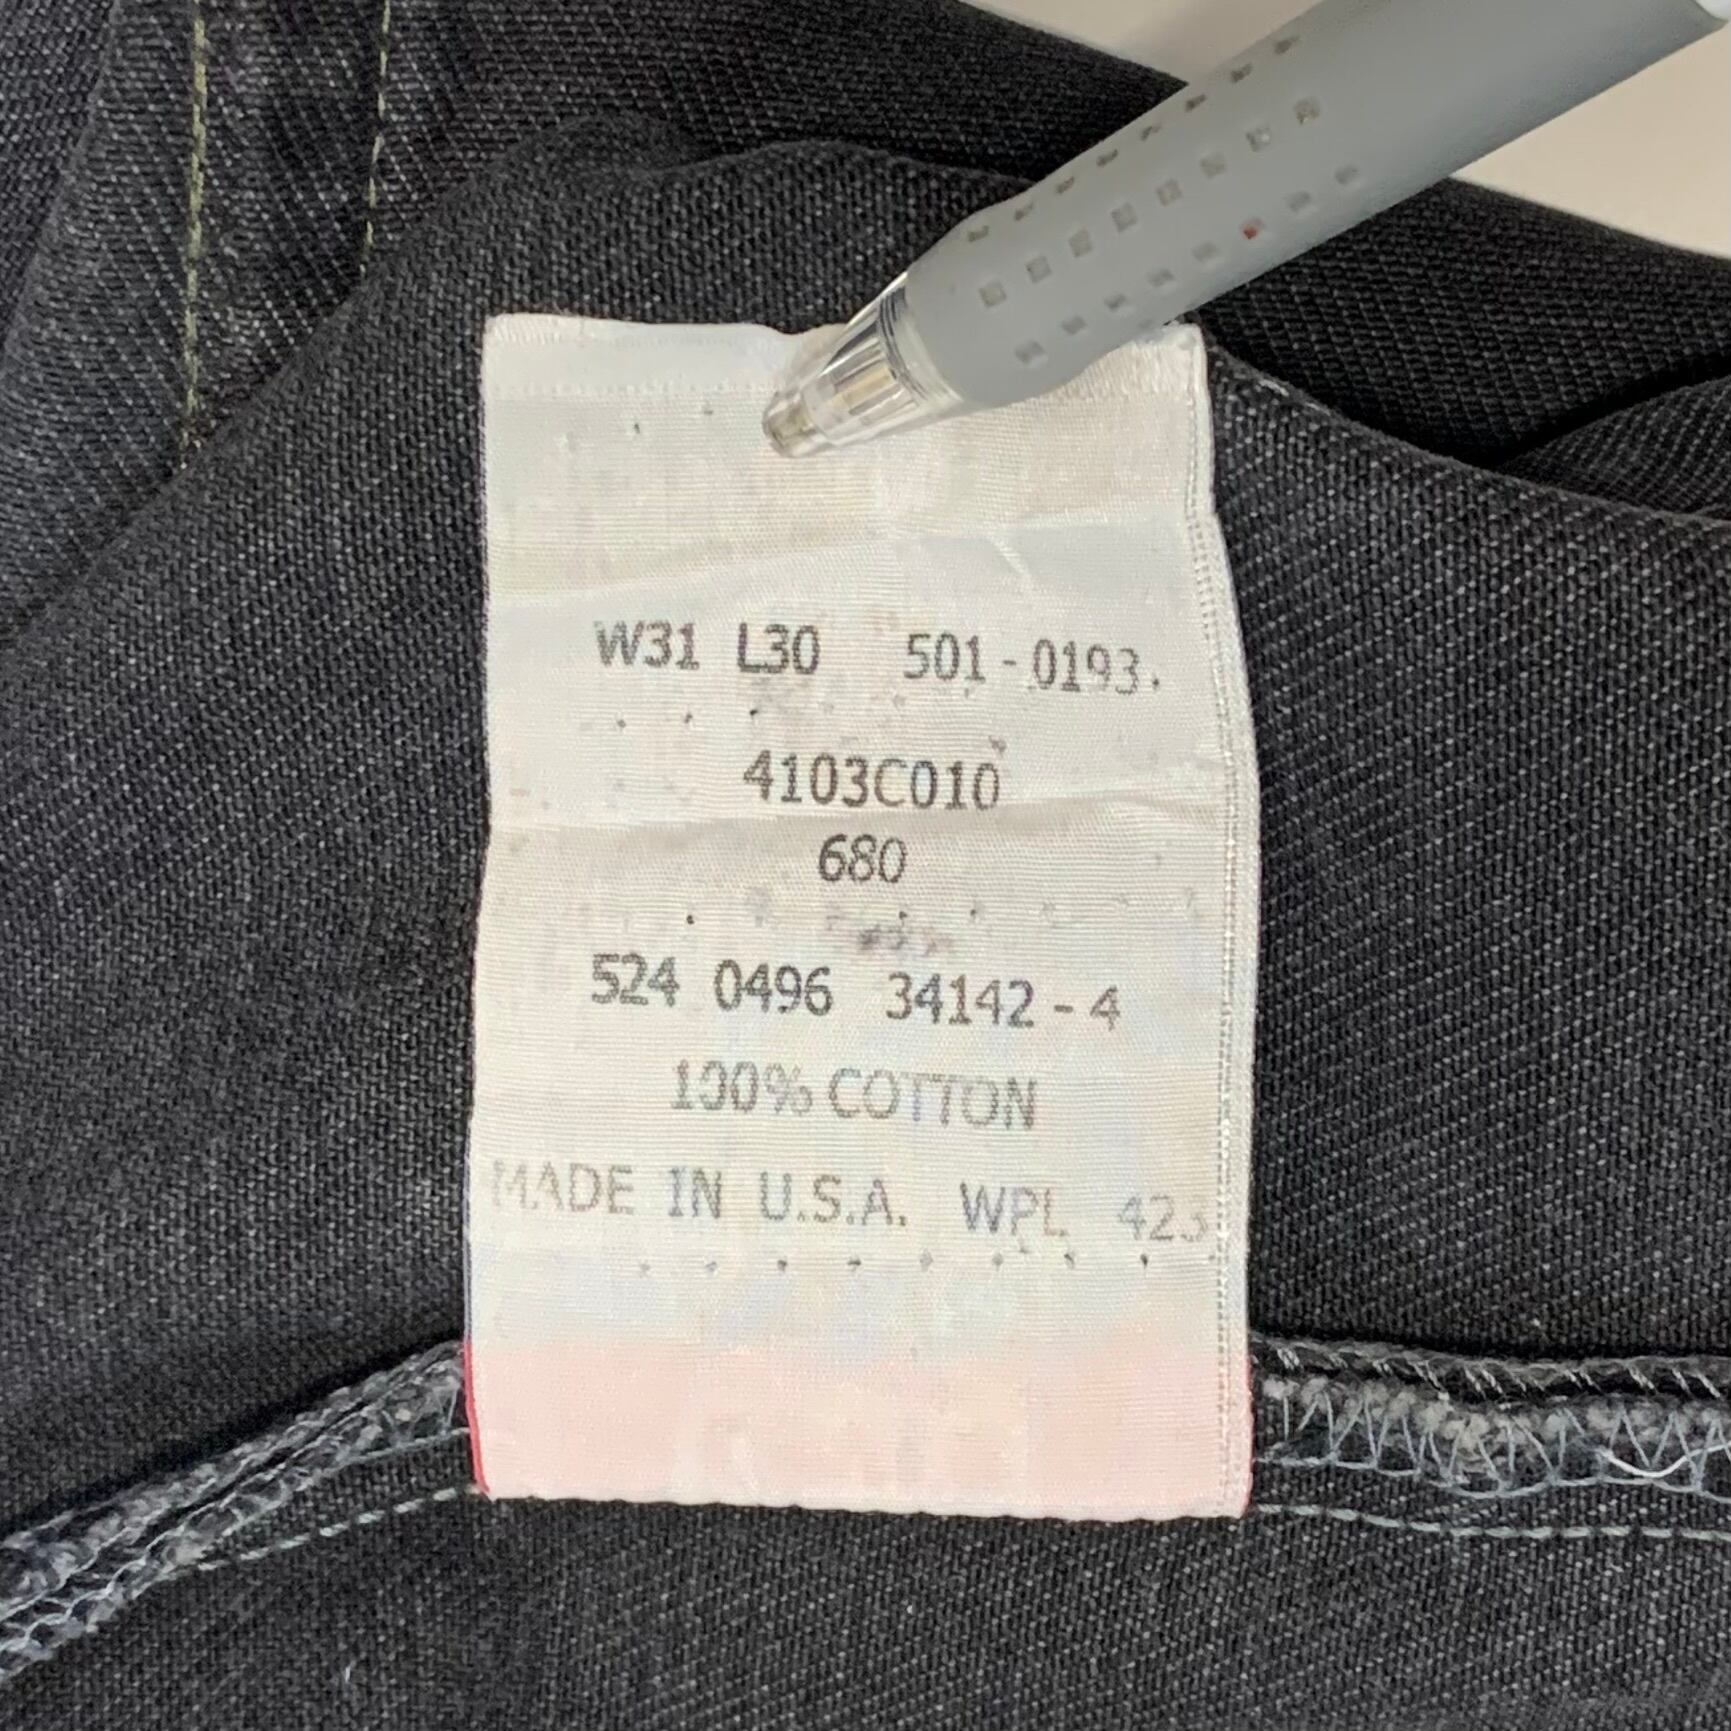 W31 L30 501-0193
4103C010
680
524 0496 34142-4
100% COTTON
MADE IN U.S.A. WPL 423